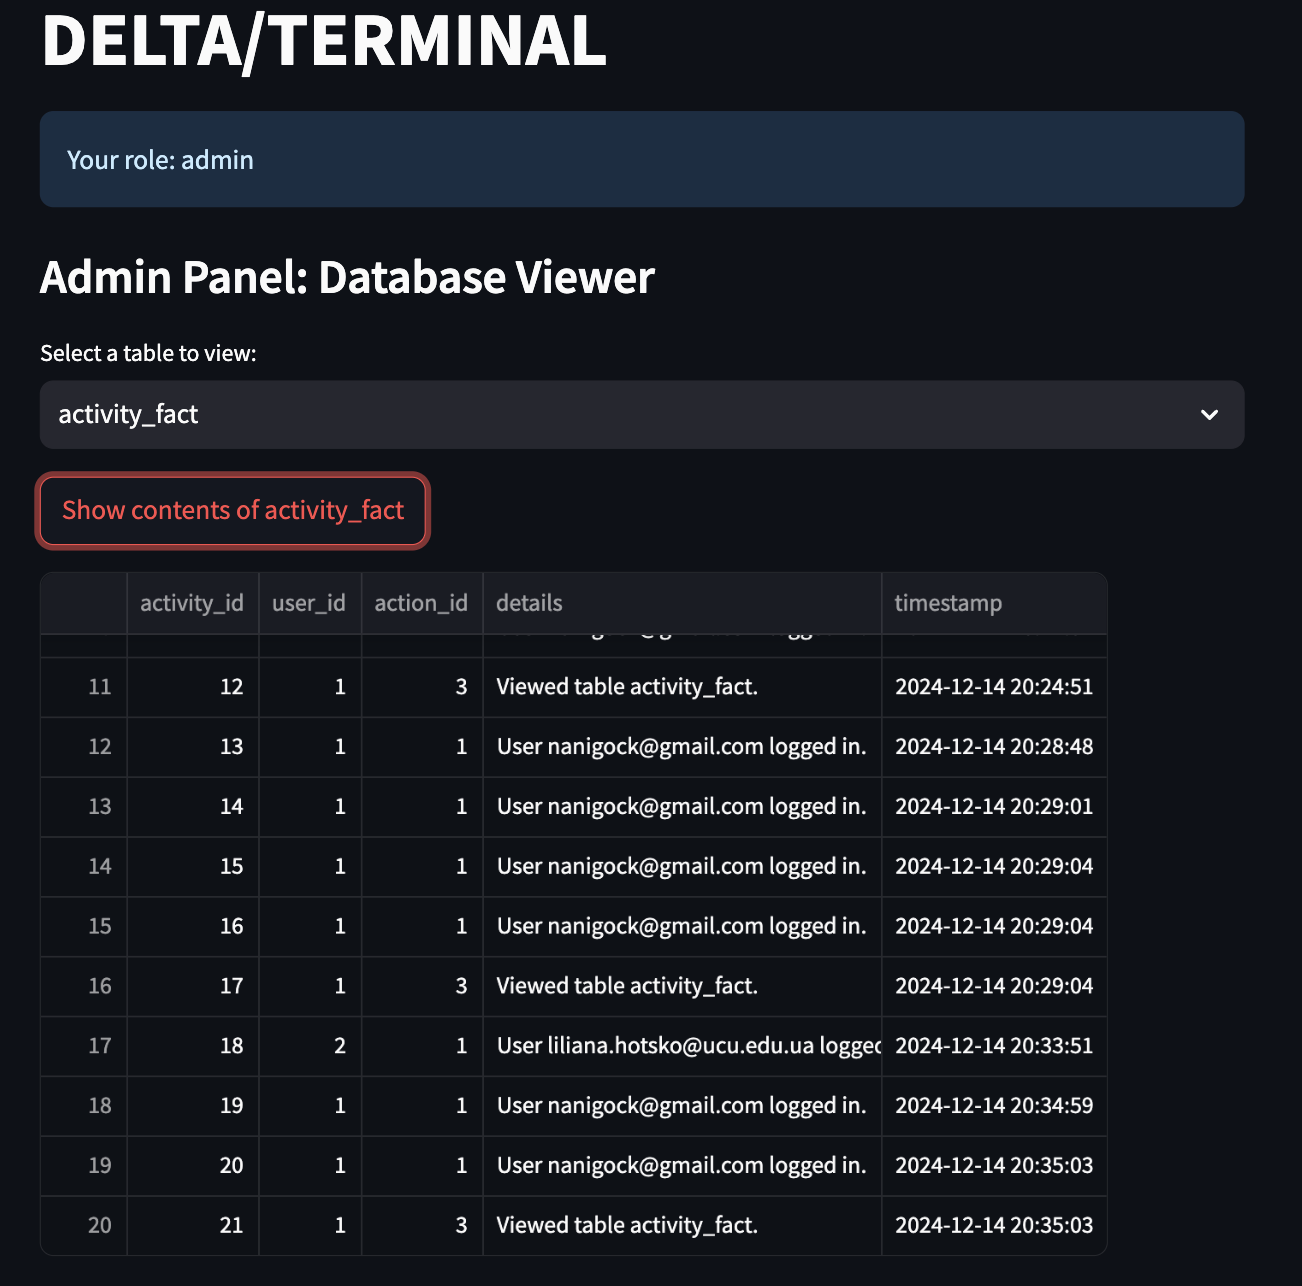 DELTA/TERMINAL
Your role: admin
Admin Panel: Database Viewer
Select a table to view:
activity_fact
Show contents of activity_fact
activity_id user_id action_id details timestamp
11 12 1 3 Viewed table activity_fact. 2024-12-14 20:24:51
12 13 1 1 User nanigock@gmail.com logged in. 2024-12-14 20:28:48
13 14 1 1 User nanigock@gmail.com logged in. 2024-12-14 20:29:01
14 15 1 1 User nanigock@gmail.com logged in. 2024-12-14 20:29:04
15 16 1 1 User nanigock@gmail.com logged in. 2024-12-14 20:29:04
16 17 1 3 Viewed table activity_fact. 2024-12-14 20:29:04
17 18 2 1 User liliana.hotsko@ucu.edu.ua logged 2024-12-14 20:33:51
18 19 1 1 User nanigock@gmail.com logged in. 2024-12-14 20:34:59
19 20 1 1 User nanigock@gmail.com logged in. 2024-12-14 20:35:03
20 21 1 3 Viewed table activity_fact. 2024-12-14 20:35:03